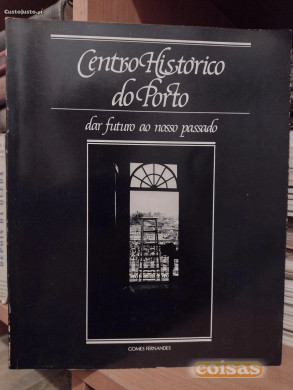 CustoJusto.pt
Centro Histórico
do Porto
dar futuro ao nosso passado
GOMES FERNANDES
coisas